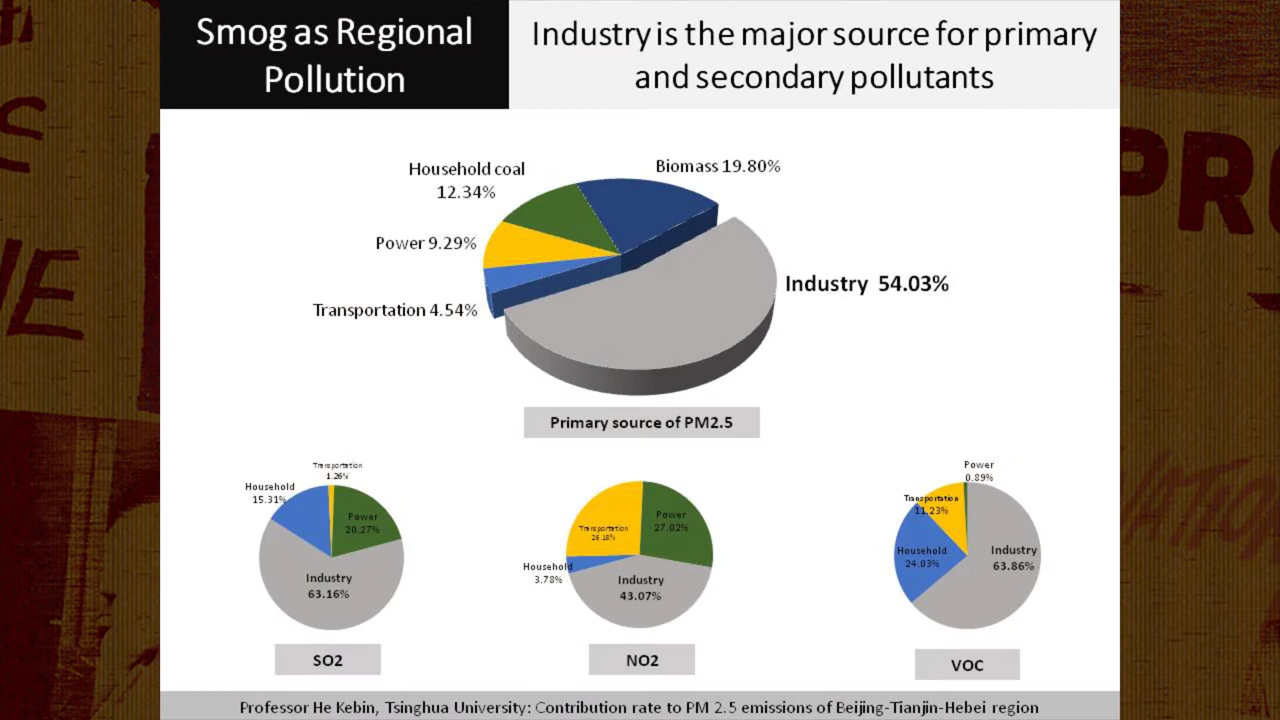 Smog as Regional
Pollution
Industry is the major source for primary
and secondary pollutants
Household coal
12.34%
Biomass 19.80%
Power 9.29%
Transportation 4.54%
Industry 54.03%
Primary source of PM2.5
Transportation
1.26%
Household
15.31%
Power
20.27%
Industry
63.16%
SO2
Transportation
Power
27.02%
Household
3.78%
Industry
43.07%
NO2
Power
0.89%
Transportation
11.23%
Household
24.03%
Industry
63.86%
VOC
Professor He Kebin, Tsinghua University: Contribution rate to PM 2.5 emissions of Beijing-Tianjin-Hebei region